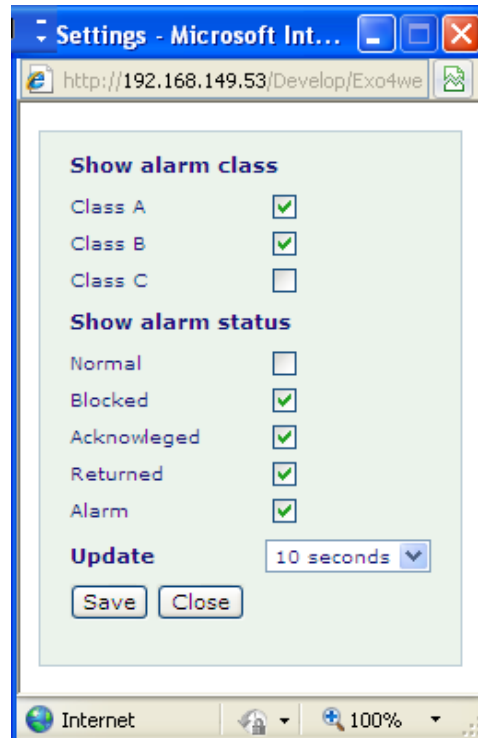 Settings - Microsoft Int...
http://192.168.149.53/Develop/Exo4we
Show alarm class
Class A
Class B
Class C
Show alarm status
Normal
Blocked
Acknowleged
Returned
Alarm
Update 10 seconds
Save Close
Internet 100%